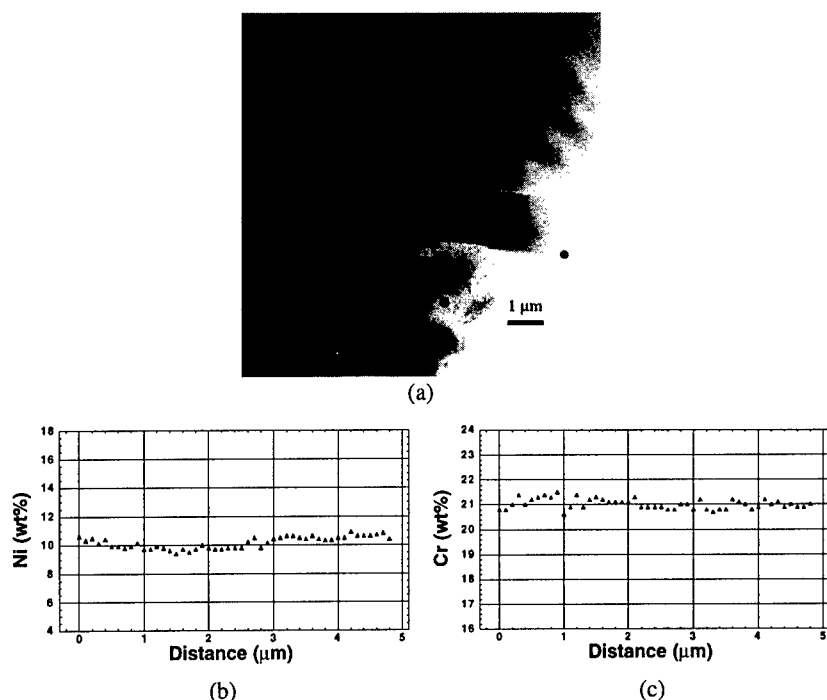 1 μm
(a)
18
16
14
12
10
8
6
4
Ni (wt%)
0 1 2 3 4 5
Distance (μm)
(b)
24
23
22
21
20
19
18
17
16
Cr (wt%)
0 1 2 3 4 5
Distance (μm)
(c)